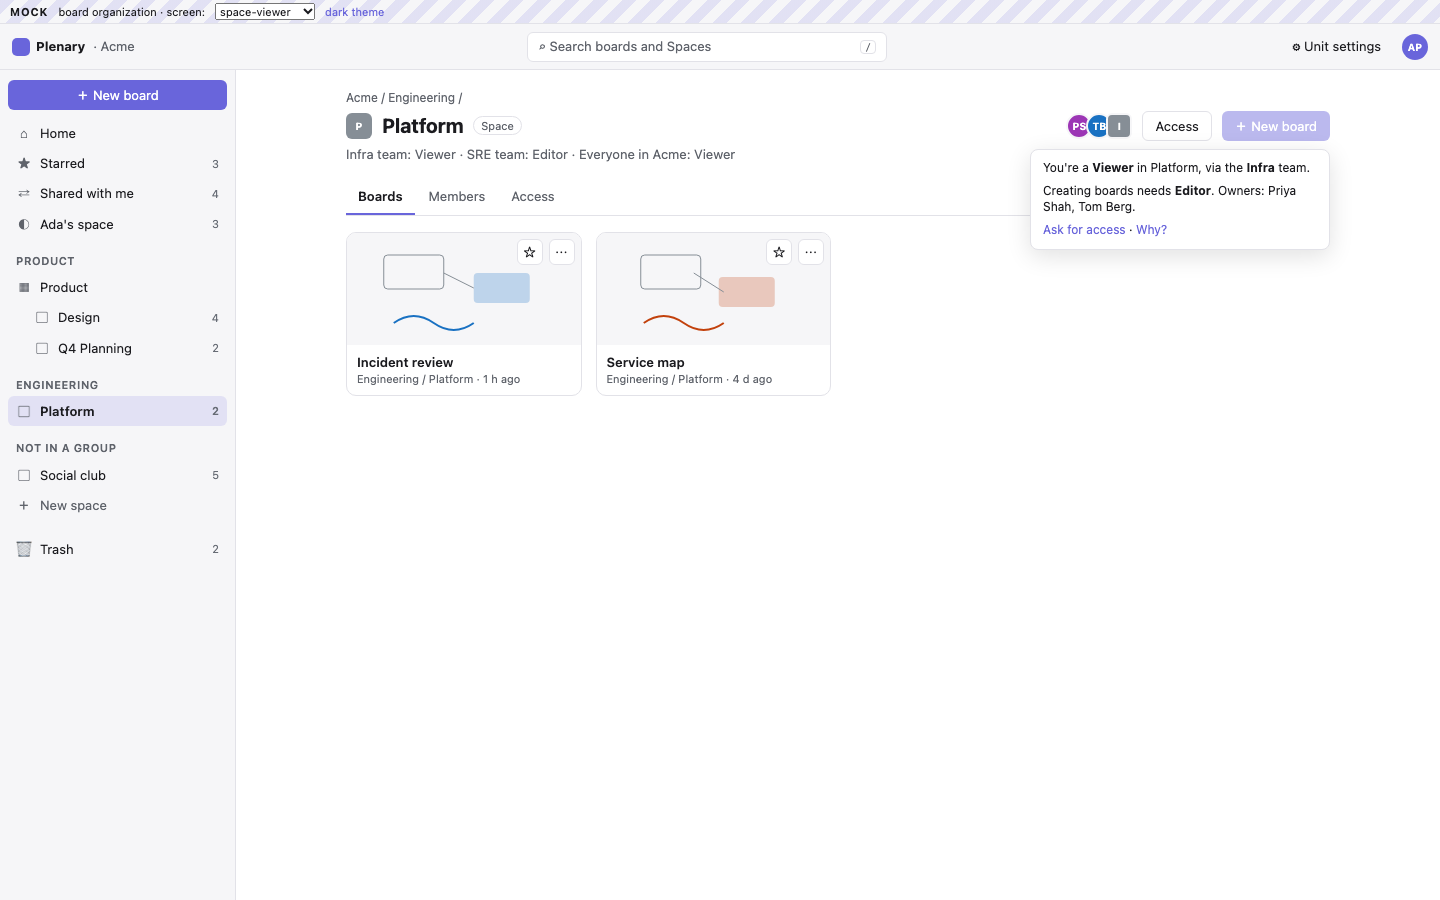 MOCK board organization · screen: space-viewer dark theme
Plenary · Acme
Search boards and Spaces /
Unit settings
AP
+ New board
Home
Starred 3
Shared with me 4
Ada's space 3
PRODUCT
Product
Design 4
Q4 Planning 2
ENGINEERING
Platform 2
NOT IN A GROUP
Social club 5
+ New space
Trash 2
Acme / Engineering /
P Platform Space
PS TB I Access + New board
Infra team: Viewer · SRE team: Editor · Everyone in Acme: Viewer
You're a Viewer in Platform, via the Infra team.
Creating boards needs Editor. Owners: Priya
Shah, Tom Berg.
Ask for access · Why?
Boards Members Access
Incident review
Engineering / Platform · 1 h ago
Service map
Engineering / Platform · 4 d ago